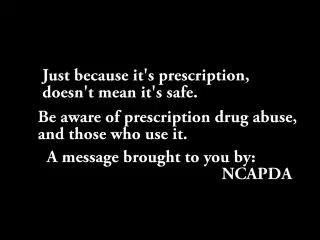 Just because it's prescription,
doesn't mean it's safe.
Be aware of prescription drug abuse,
and those who use it.
A message brought to you by:
NCAPDA